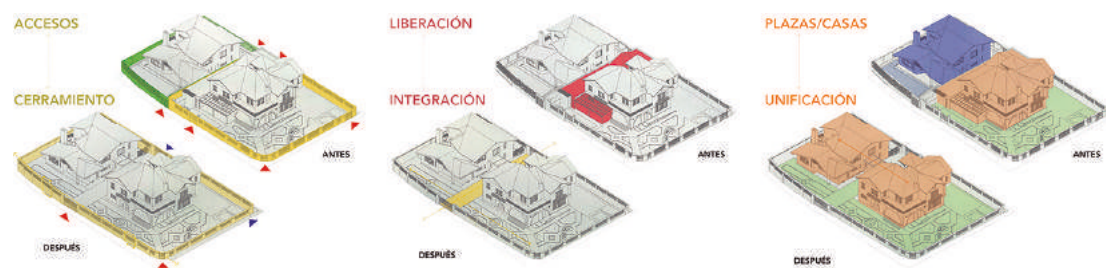 ACCESOS
CERRAMIENTO
ANTES
DESPUÉS
LIBERACIÓN
INTEGRACIÓN
ANTES
DESPUÉS
PLAZAS/CASAS
UNIFICACIÓN
ANTES
DESPUÉS